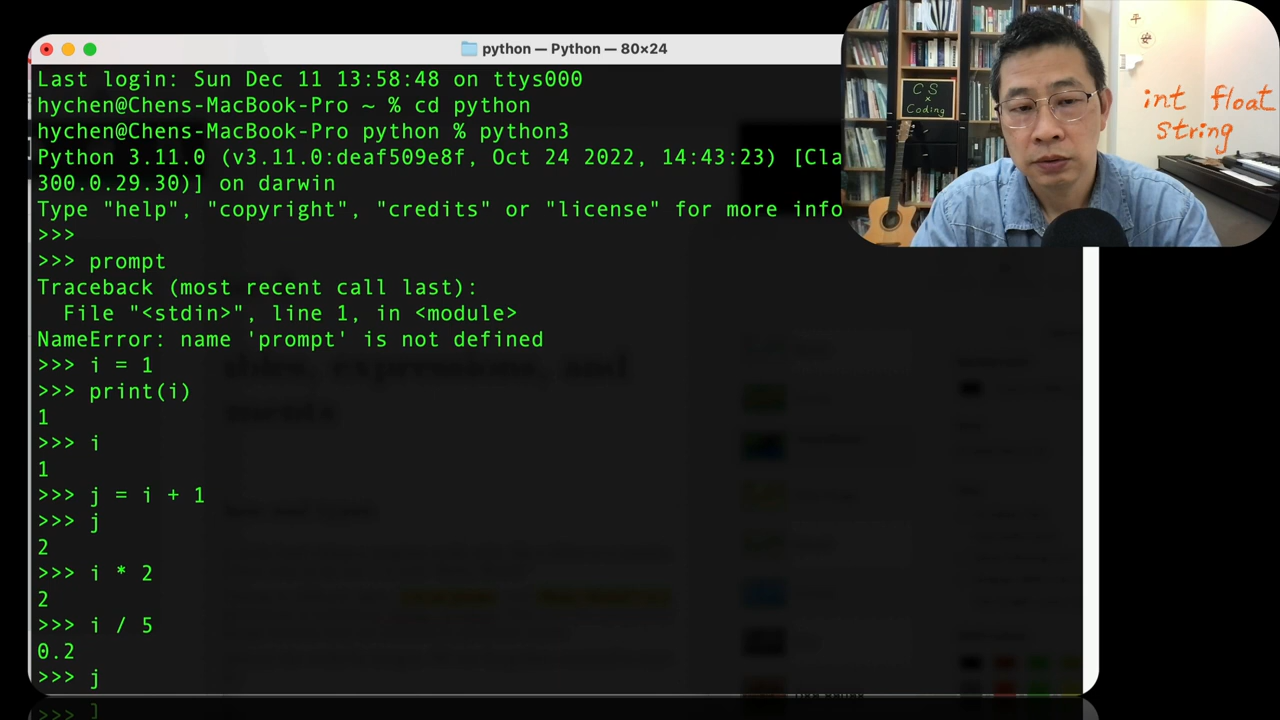 python — Python — 80×24
Last login: Sun Dec 11 13:58:48 on ttys000
hychen@Chens-MacBook-Pro ~ % cd python
hychen@Chens-MacBook-Pro python % python3
Python 3.11.0 (v3.11.0:deaf509e8f, Oct 24 2022, 14:43:23) [Cla
300.0.29.30)] on darwin
Type "help", "copyright", "credits" or "license" for more info
>>>
>>> prompt
Traceback (most recent call last):
  File "<stdin>", line 1, in <module>
NameError: name 'prompt' is not defined
>>> i = 1
>>> print(i)
1
>>> i
1
>>> j = i + 1
>>> j
2
>>> i * 2
2
>>> i / 5
0.2
>>> j
CS
×
Coding
平
安
int float
string